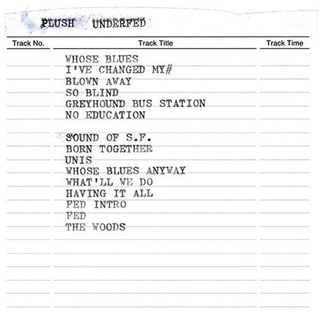 PLUSH UNDERFED
Track No. Track Title Track Time
WHOSE BLUES
I'VE CHANGED MY#
BLOWN AWAY
SO BLIND
GREYHOUND BUS STATION
NO EDUCATION
SOUND OF S.F.
BORN TOGETHER
UNIS
WHOSE BLUES ANYWAY
WHAT'LL WE DO
HAVING IT ALL
FED INTRO
FED
THE WOODS